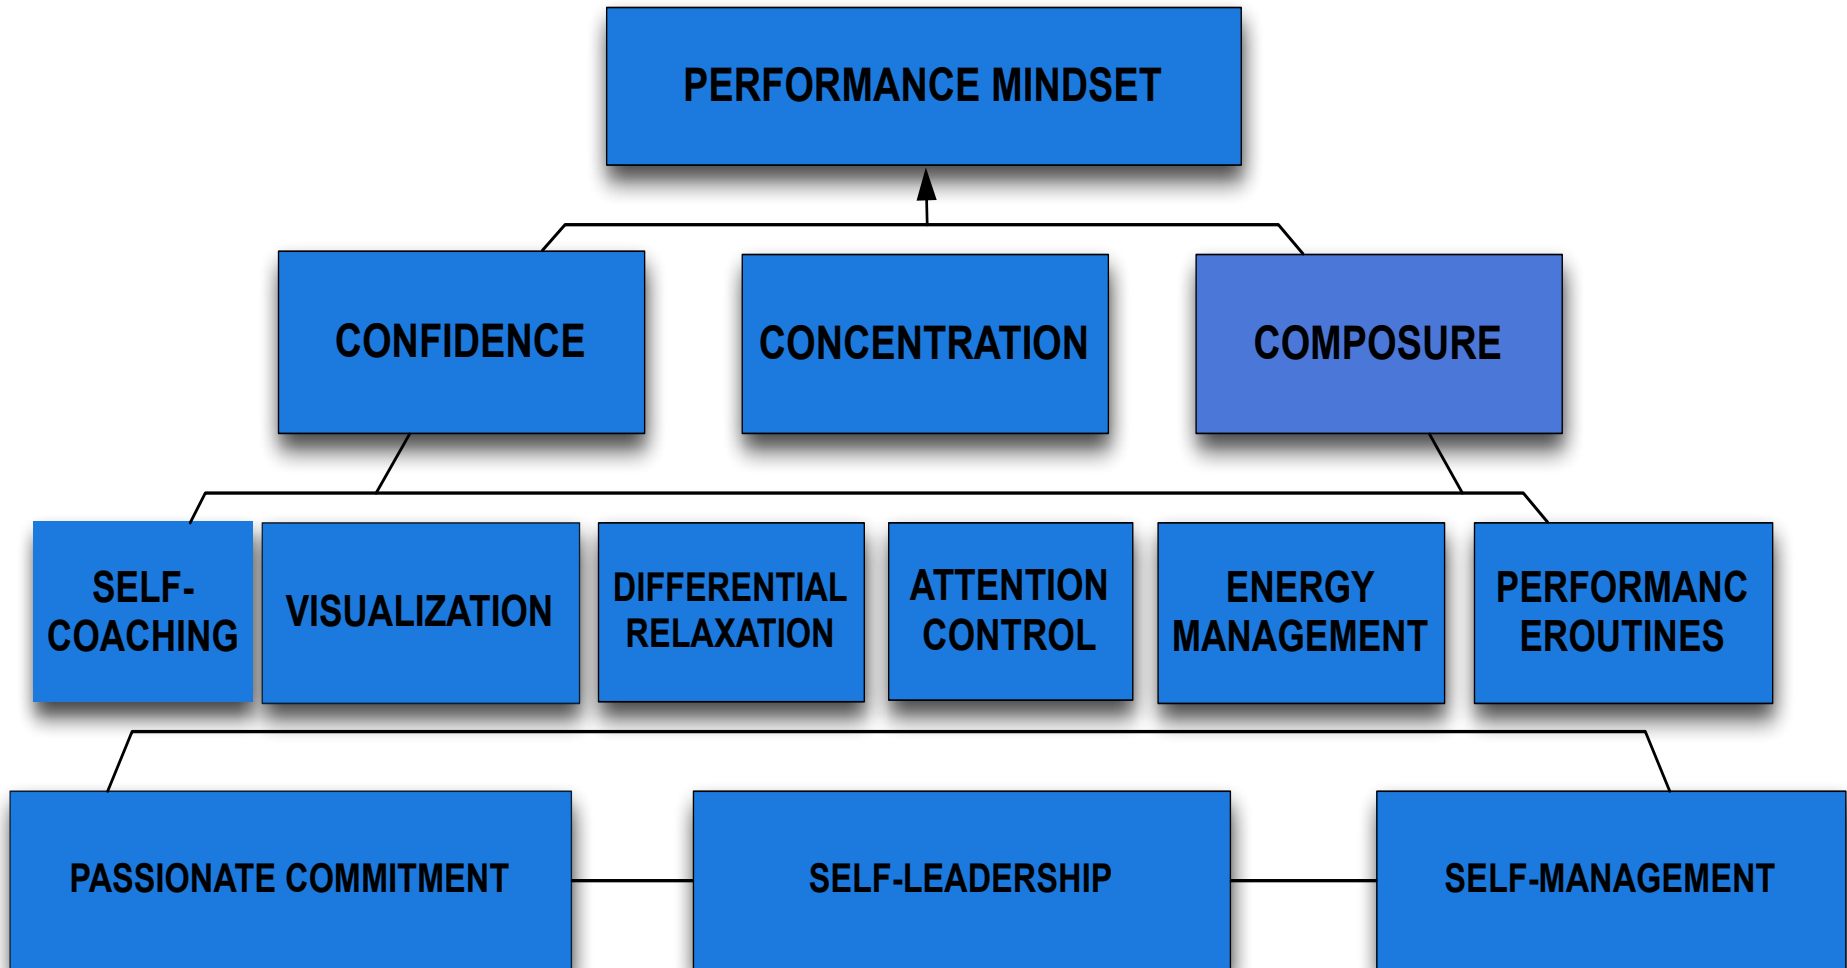 PERFORMANCE MINDSET
CONFIDENCE
CONCENTRATION
COMPOSURE
SELF-
COACHING
VISUALIZATION
DIFFERENTIAL
RELAXATION
ATTENTION
CONTROL
ENERGY
MANAGEMENT
PERFORMANC
EROUTINES
PASSIONATE COMMITMENT
SELF-LEADERSHIP
SELF-MANAGEMENT